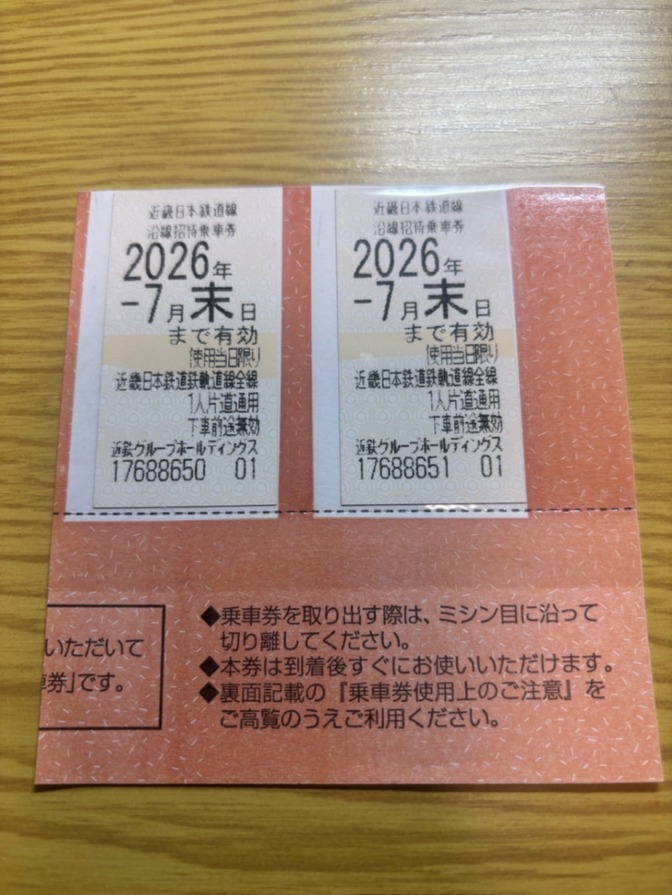 近畿日本鉄道線
沿線招待乗車券
2026年
-7月末日
まで有効
使用当日限り
近畿日本鉄道鉄軌道線全線
1人片道通用
下車前途無効
近鉄グループホールディングス
17688650 01
近畿日本鉄道線
沿線招待乗車券
2026年
-7月末日
まで有効
使用当日限り
近畿日本鉄道鉄軌道線全線
1人片道通用
下車前途無効
近鉄グループホールディングス
17688651 01
いただいて
車券」です。
◆乗車券を取り出す際は、ミシン目に沿って
切り離してください。
◆本券は到着後すぐにお使いいただけます。
◆裏面記載の『乗車券使用上のご注意』を
ご高覧のうえご利用ください。